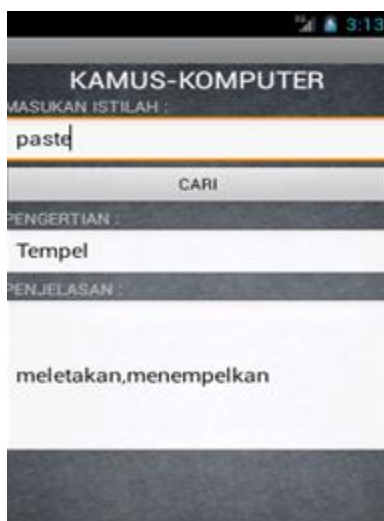 3:13
KAMUS-KOMPUTER
MASUKAN ISTILAH :
paste
CARI
PENGERTIAN :
Tempel
PENJELASAN :
meletakan,menempelkan